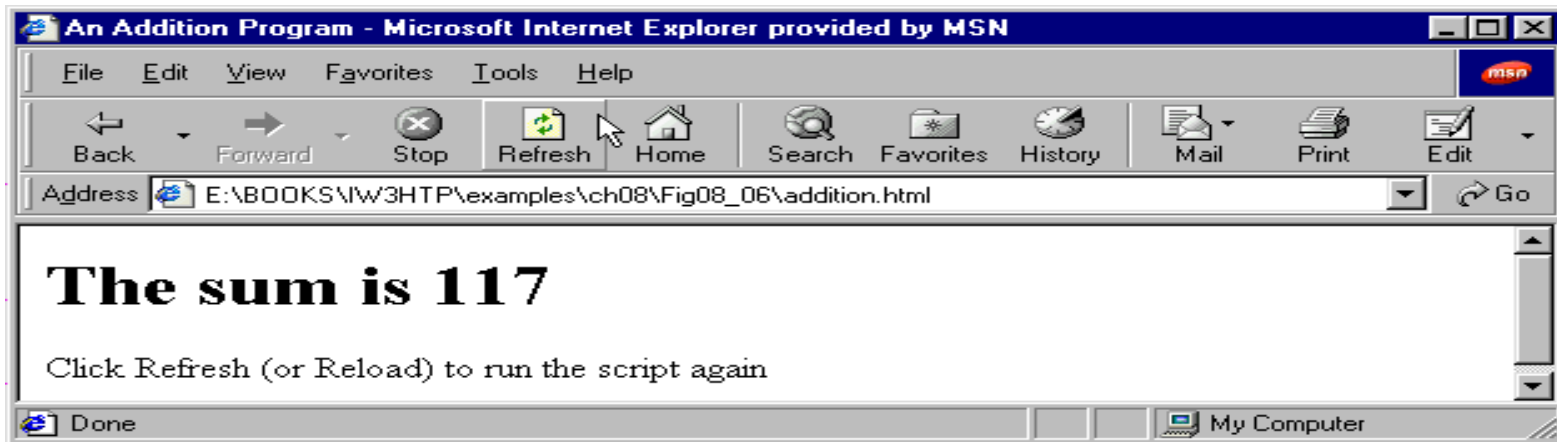 An Addition Program - Microsoft Internet Explorer provided by MSN
File Edit View Favorites Tools Help
msn
Back Forward Stop Refresh Home Search Favorites History Mail Print Edit
Address E:\BOOKS\IW3HTP\examples\ch08\Fig08_06\addition.html Go
The sum is 117
Click Refresh (or Reload) to run the script again
Done My Computer